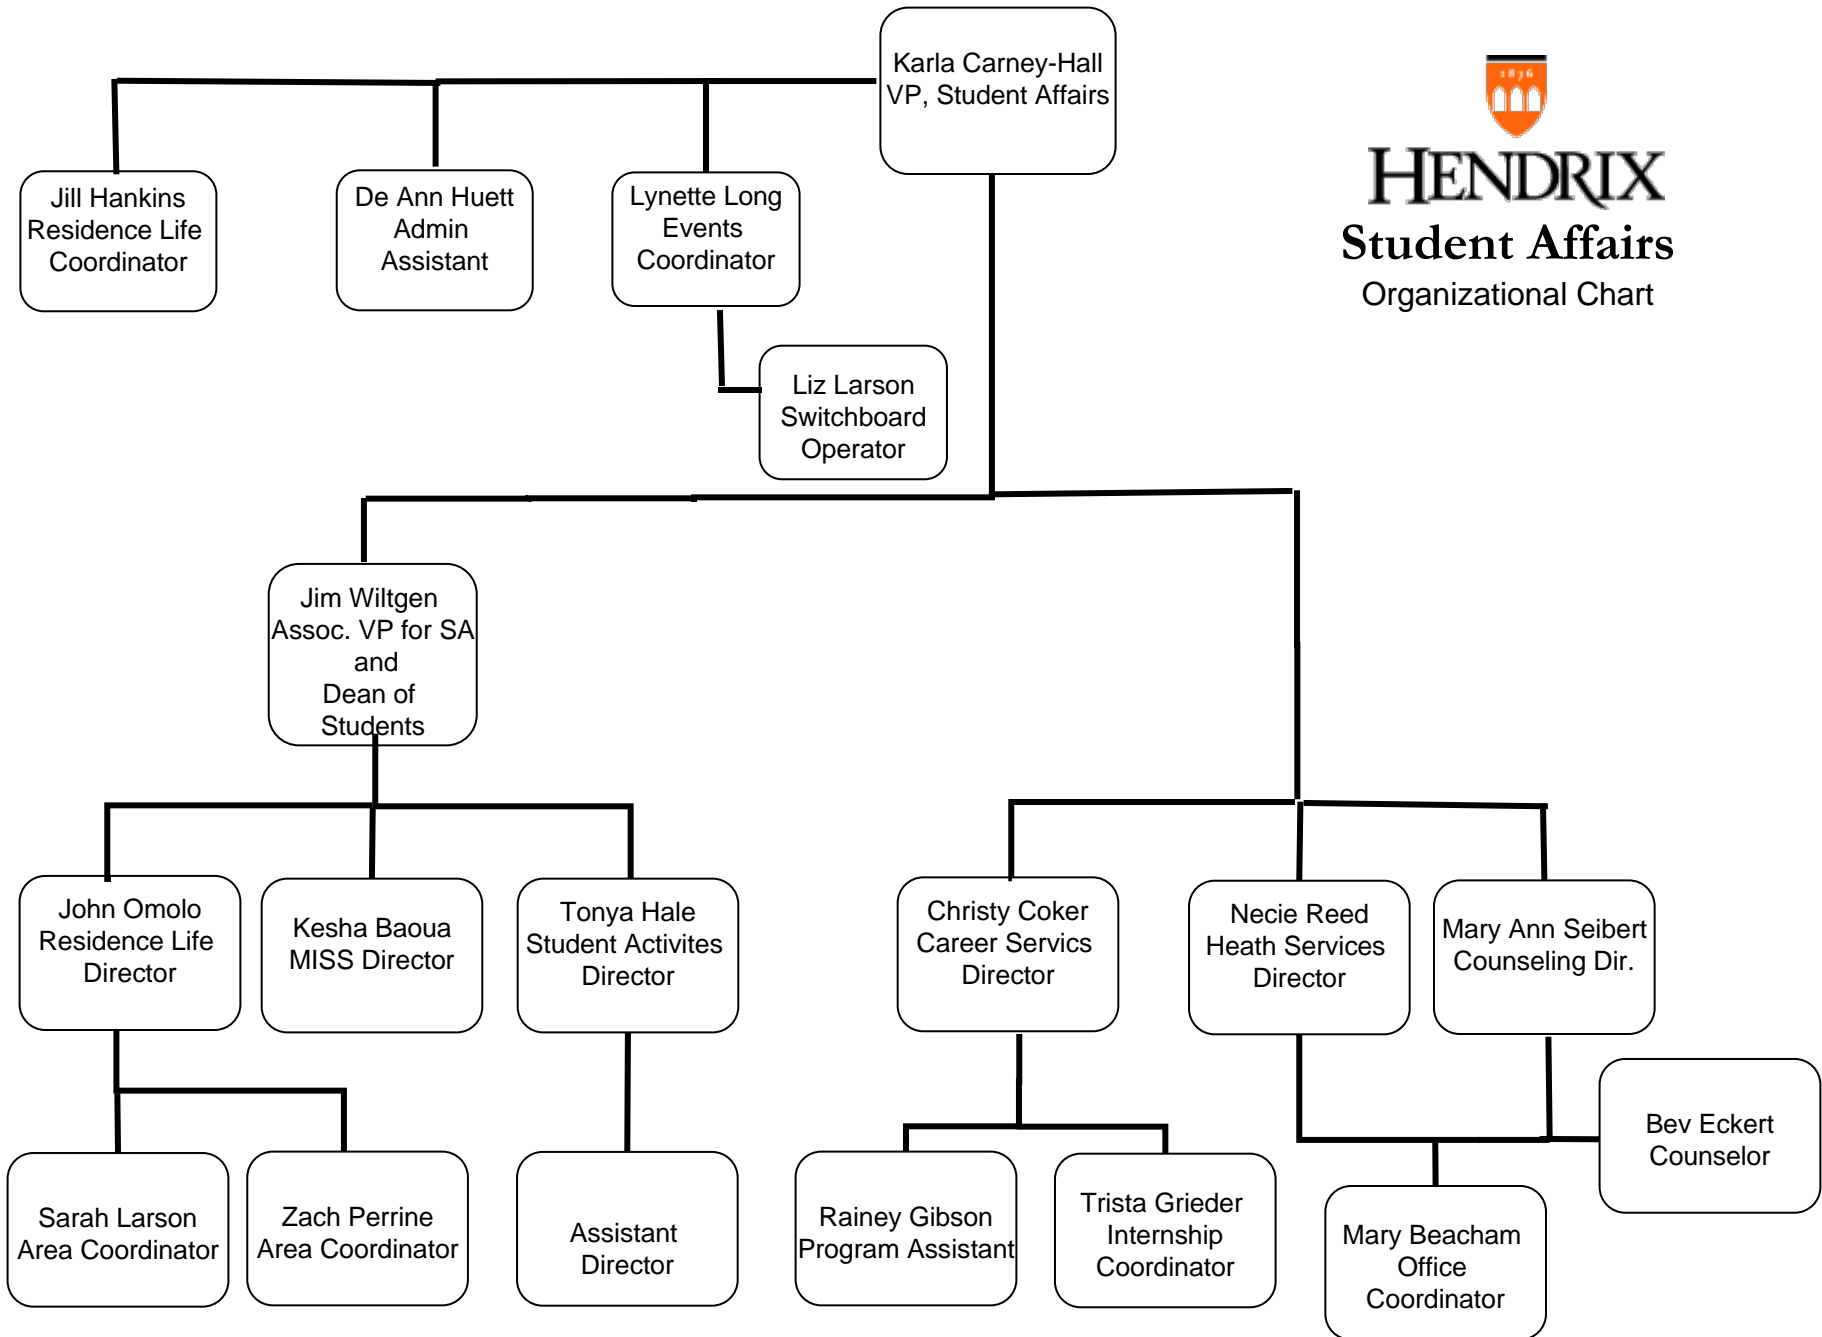 Karla Carney-Hall
VP, Student Affairs
1876
HENDRIX
Student Affairs
Organizational Chart
Jill Hankins
Residence Life
Coordinator
De Ann Huett
Admin
Assistant
Lynette Long
Events
Coordinator
Liz Larson
Switchboard
Operator
Jim Wiltgen
Assoc. VP for SA
and
Dean of
Students
John Omolo
Residence Life
Director
Kesha Baoua
MISS Director
Tonya Hale
Student Activites
Director
Christy Coker
Career Servics
Director
Necie Reed
Heath Services
Director
Mary Ann Seibert
Counseling Dir.
Bev Eckert
Counselor
Sarah Larson
Area Coordinator
Zach Perrine
Area Coordinator
Assistant
Director
Rainey Gibson
Program Assistant
Trista Grieder
Internship
Coordinator
Mary Beacham
Office
Coordinator